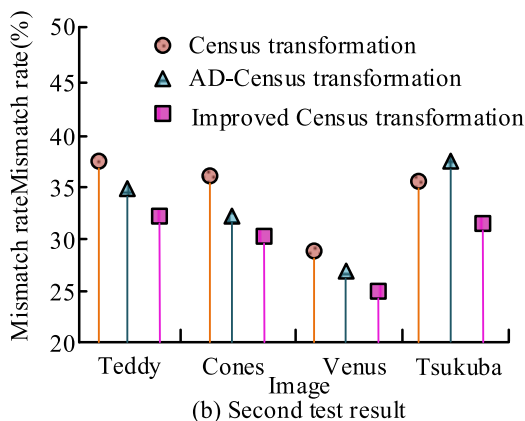 Mismatch rateMismatch rate(%)
50
45
40
35
30
25
20
Census transformation
AD-Census transformation
Improved Census transformation
Teddy Cones Venus Tsukuba
Image
(b) Second test result